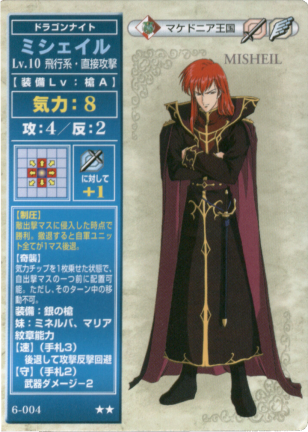 ドラゴンナイト
ミシェイル
Lv.10 飛行系・直接攻撃
【装備Lv:槍A】
気力:8
攻:4/反:2
に対して
+1
【制圧】
敵出撃マスに侵入した時点で
勝利。撤退すると自軍ユニッ
ト全てが1マス後退。
【奇襲】
気力チップを1枚乗せた状態で、
自出撃マスの一つ前に配置可
能。ただし、そのターン中の移
動不可。
装備:銀の槍
妹:ミネルバ、マリア
紋章能力
【速】(手札3)
後退して攻撃反撃回避
【守】(手札2)
武器ダメージ-2
6-004
★★
マケドニア王国
MISHEIL